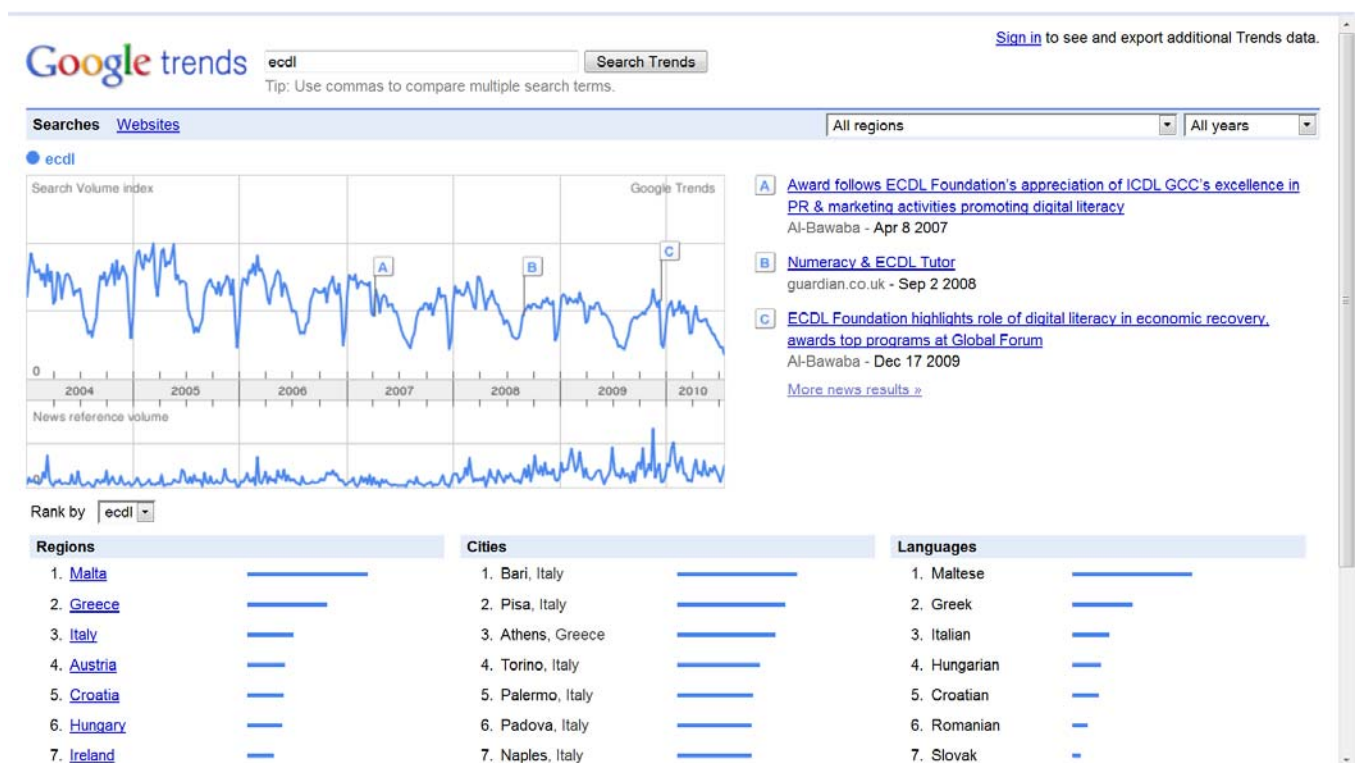 Sign in to see and export additional Trends data.
Google trends
ecdl
Search Trends
Tip: Use commas to compare multiple search terms.
Searches Websites
All regions
All years
ecdl
Search Volume index
Google Trends
A
B
C
0
2004 2005 2006 2007 2008 2009 2010
News reference volume
0
A Award follows ECDL Foundation's appreciation of ICDL GCC's excellence in
PR & marketing activities promoting digital literacy
Al-Bawaba - Apr 8 2007
B Numeracy & ECDL Tutor
guardian.co.uk - Sep 2 2008
C ECDL Foundation highlights role of digital literacy in economic recovery,
awards top programs at Global Forum
Al-Bawaba - Dec 17 2009
More news results »
Rank by ecdl
Regions
1. Malta
2. Greece
3. Italy
4. Austria
5. Croatia
6. Hungary
7. Ireland
Cities
1. Bari, Italy
2. Pisa, Italy
3. Athens, Greece
4. Torino, Italy
5. Palermo, Italy
6. Padova, Italy
7. Naples, Italy
Languages
1. Maltese
2. Greek
3. Italian
4. Hungarian
5. Croatian
6. Romanian
7. Slovak